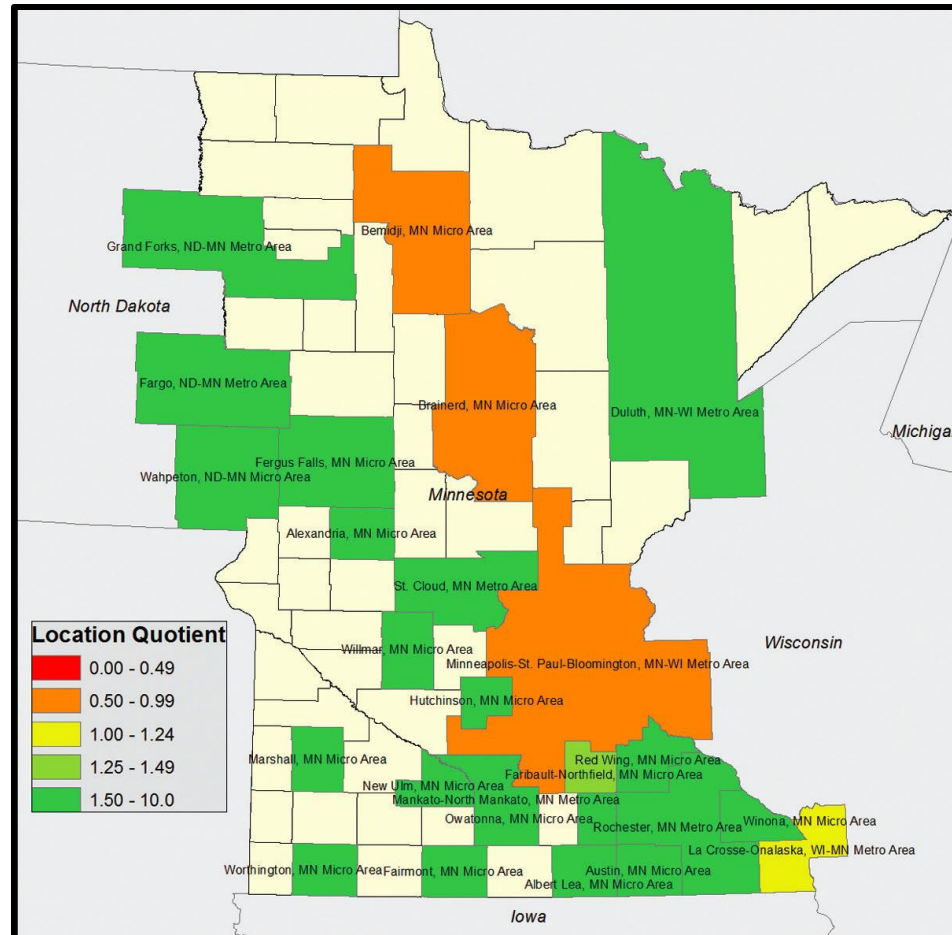 Bemidji, MN Micro Area
Grand Forks, ND-MN Metro Area
North Dakota
Fargo, ND-MN Metro Area
Brainerd, MN Micro Area
Duluth, MN-WI Metro Area
Michigan
Fergus Falls, MN Micro Area
Wahpeton, ND-MN Micro Area
Minnesota
Alexandria, MN Micro Area
St. Cloud, MN Metro Area
Location Quotient
0.00 - 0.49
0.50 - 0.99
1.00 - 1.24
1.25 - 1.49
1.50 - 10.0
Wisconsin
Willmar, MN Micro Area
Minneapolis-St. Paul-Bloomington, MN-WI Metro Area
Hutchinson, MN Micro Area
Marshall, MN Micro Area
Red Wing, MN Micro Area
Faribault-Northfield, MN Micro Area
New Ulm, MN Micro Area
Mankato-North Mankato, MN Metro Area
Owatonna, MN Micro Area
Rochester, MN Metro Area
Winona, MN Micro Area
La Crosse-Onalaska, WI-MN Metro Area
Worthington, MN Micro Area
Fairmont, MN Micro Area
Austin, MN Micro Area
Albert Lea, MN Micro Area
Iowa